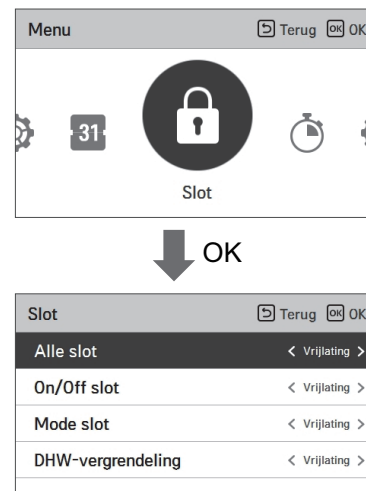 Menu Terug OK OK
31
Slot
OK
Slot Terug OK OK
Alle slot < Vrijlating >
On/Off slot < Vrijlating >
Mode slot < Vrijlating >
DHW-vergrendeling < Vrijlating >